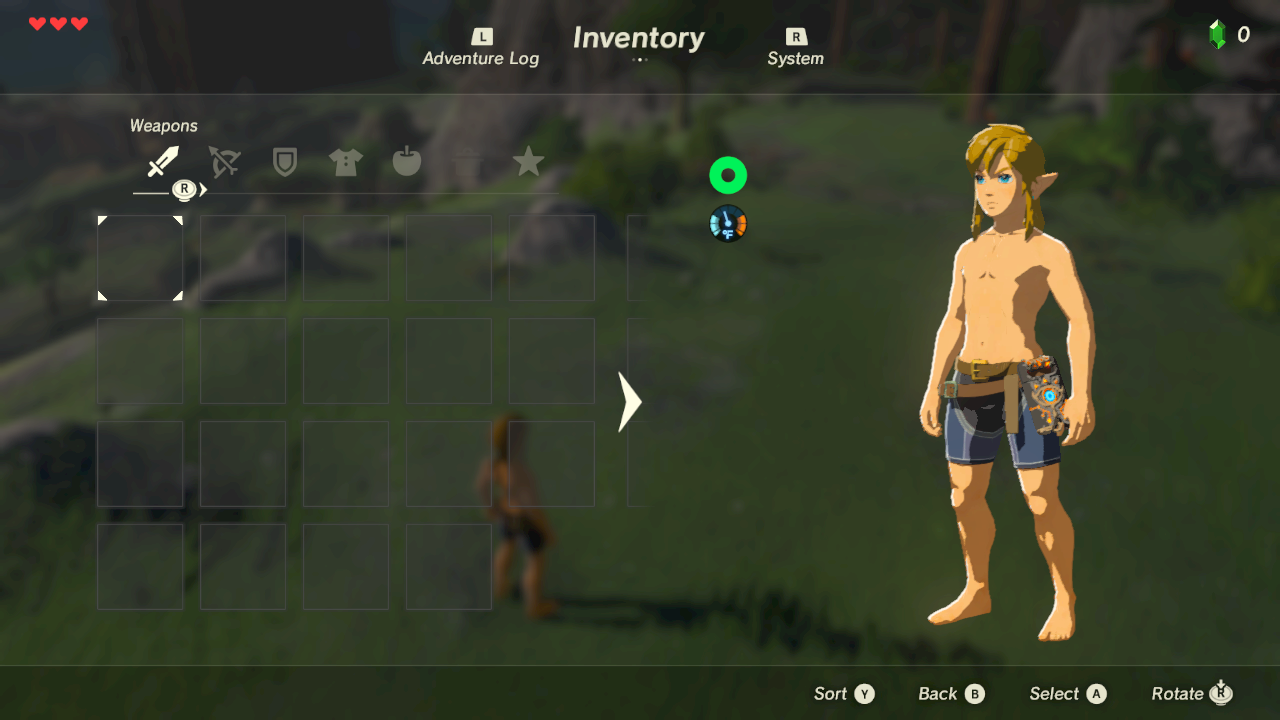 L
Adventure Log
Inventory
R
System
0
Weapons
R
°F
Sort Y
Back B
Select A
Rotate R